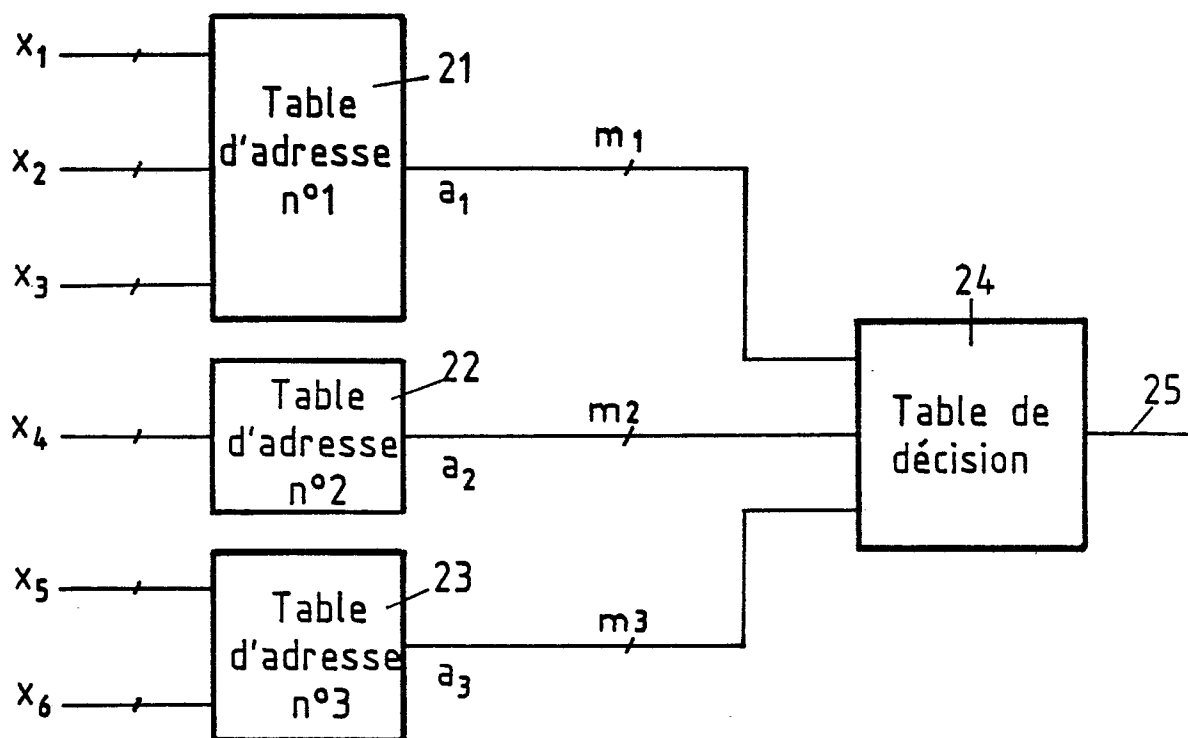 x₁
x₂
x₃
Table
d'adresse
n°1
21
a₁
m₁
x₄
Table
d'adresse
n°2
22
a₂
m₂
x₅
x₆
Table
d'adresse
n°3
23
a₃
m₃
24
Table de
décision
25